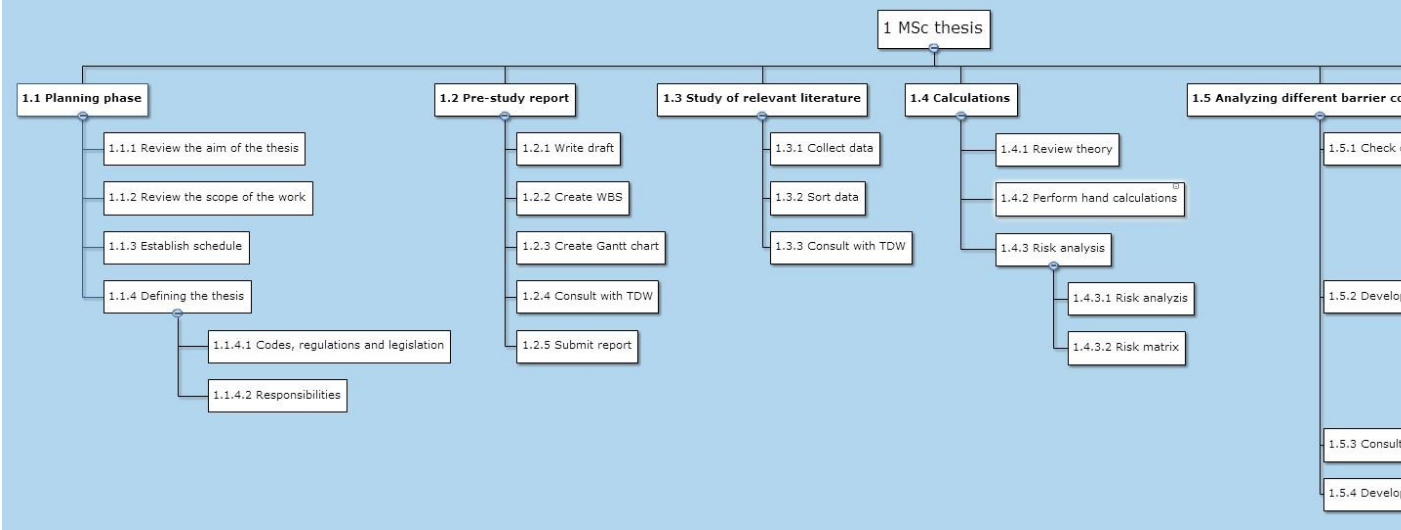 1 MSc thesis
1.1 Planning phase
1.1.1 Review the aim of the thesis
1.1.2 Review the scope of the work
1.1.3 Establish schedule
1.1.4 Defining the thesis
1.1.4.1 Codes, regulations and legislation
1.1.4.2 Responsibilities
1.2 Pre-study report
1.2.1 Write draft
1.2.2 Create WBS
1.2.3 Create Gantt chart
1.2.4 Consult with TDW
1.2.5 Submit report
1.3 Study of relevant literature
1.3.1 Collect data
1.3.2 Sort data
1.3.3 Consult with TDW
1.4 Calculations
1.4.1 Review theory
1.4.2 Perform hand calculations
1.4.3 Risk analysis
1.4.3.1 Risk analyzis
1.4.3.2 Risk matrix
1.5 Analyzing different barrier
1.5.1 Check
1.5.2
1.5.3 Consult
1.5.4